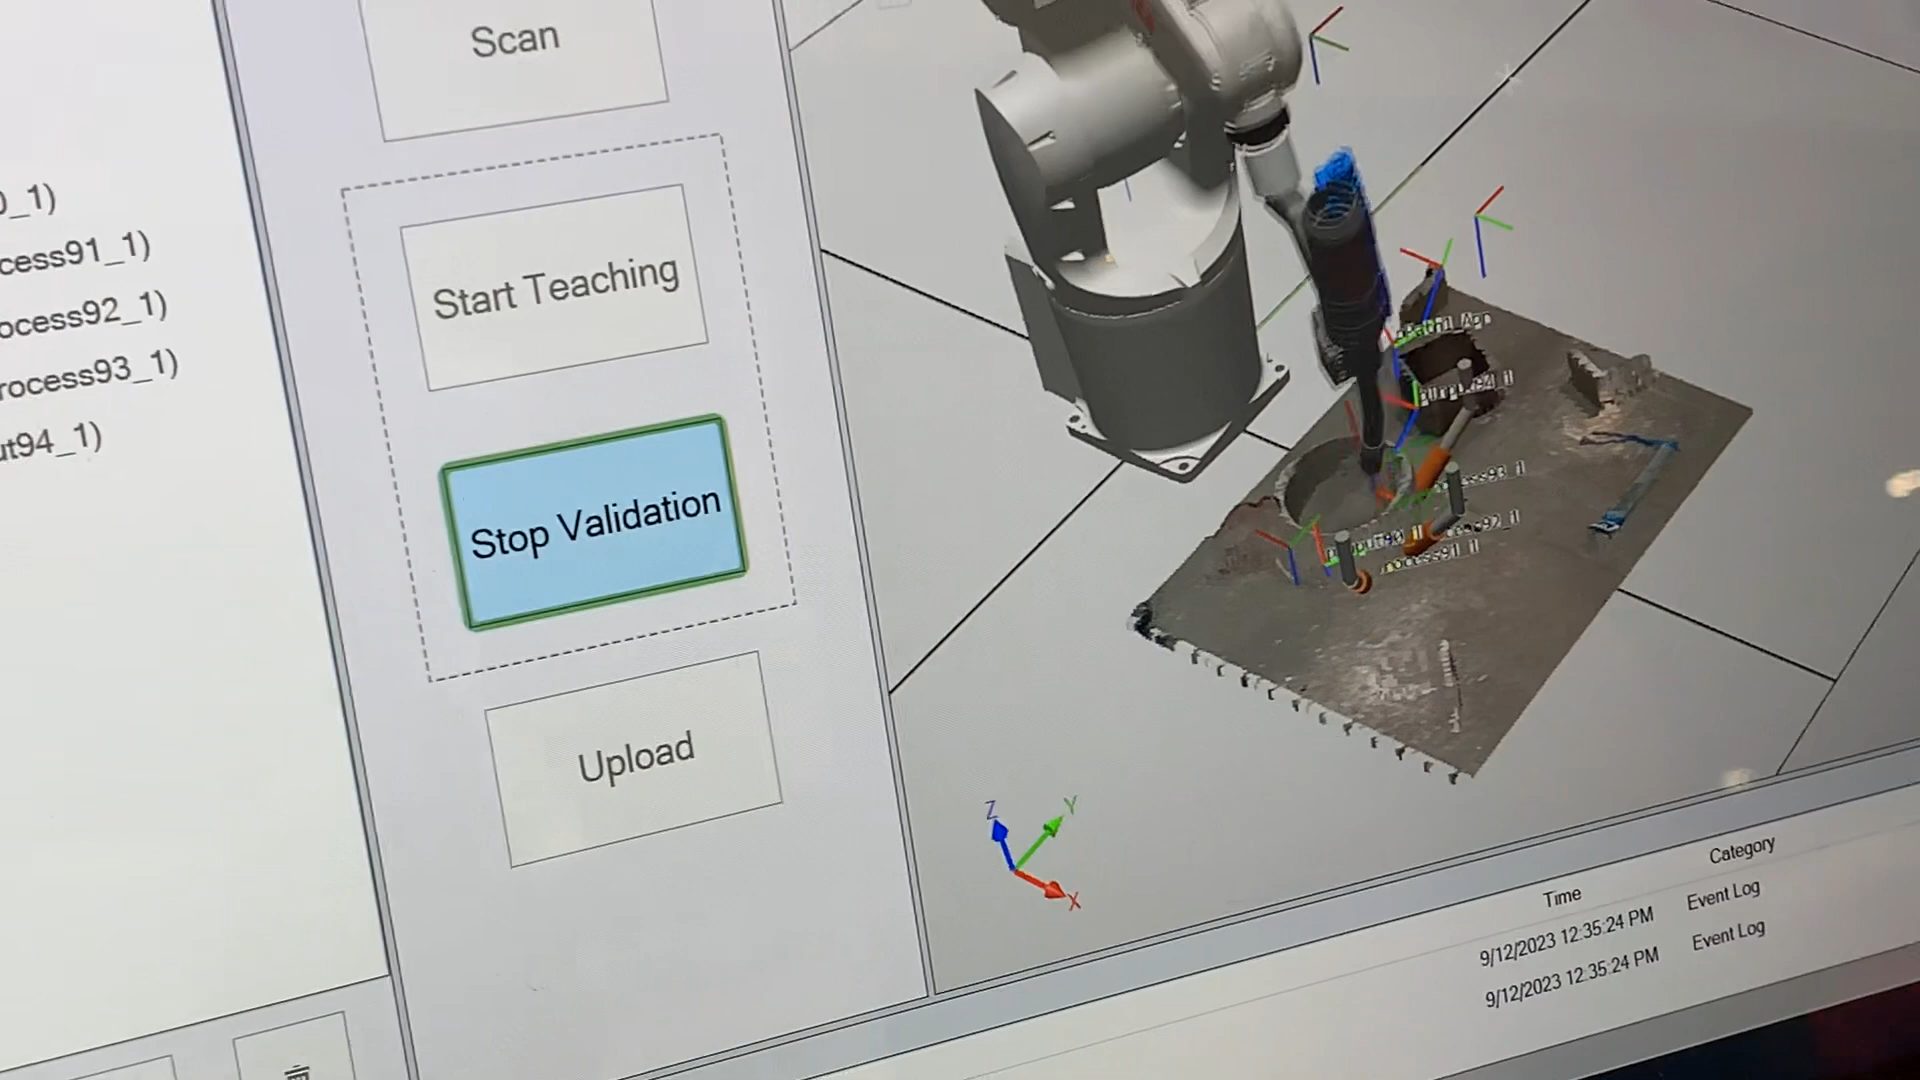 Scan
0_1)
cess91_1)
ocess92_1)
rocess93_1)
ut94_1)
Start Teaching
Stop Validation
Upload
Z
Y
X
Time
Category
9/12/2023 12:35:24 PM
Event Log
9/12/2023 12:35:24 PM
Event Log